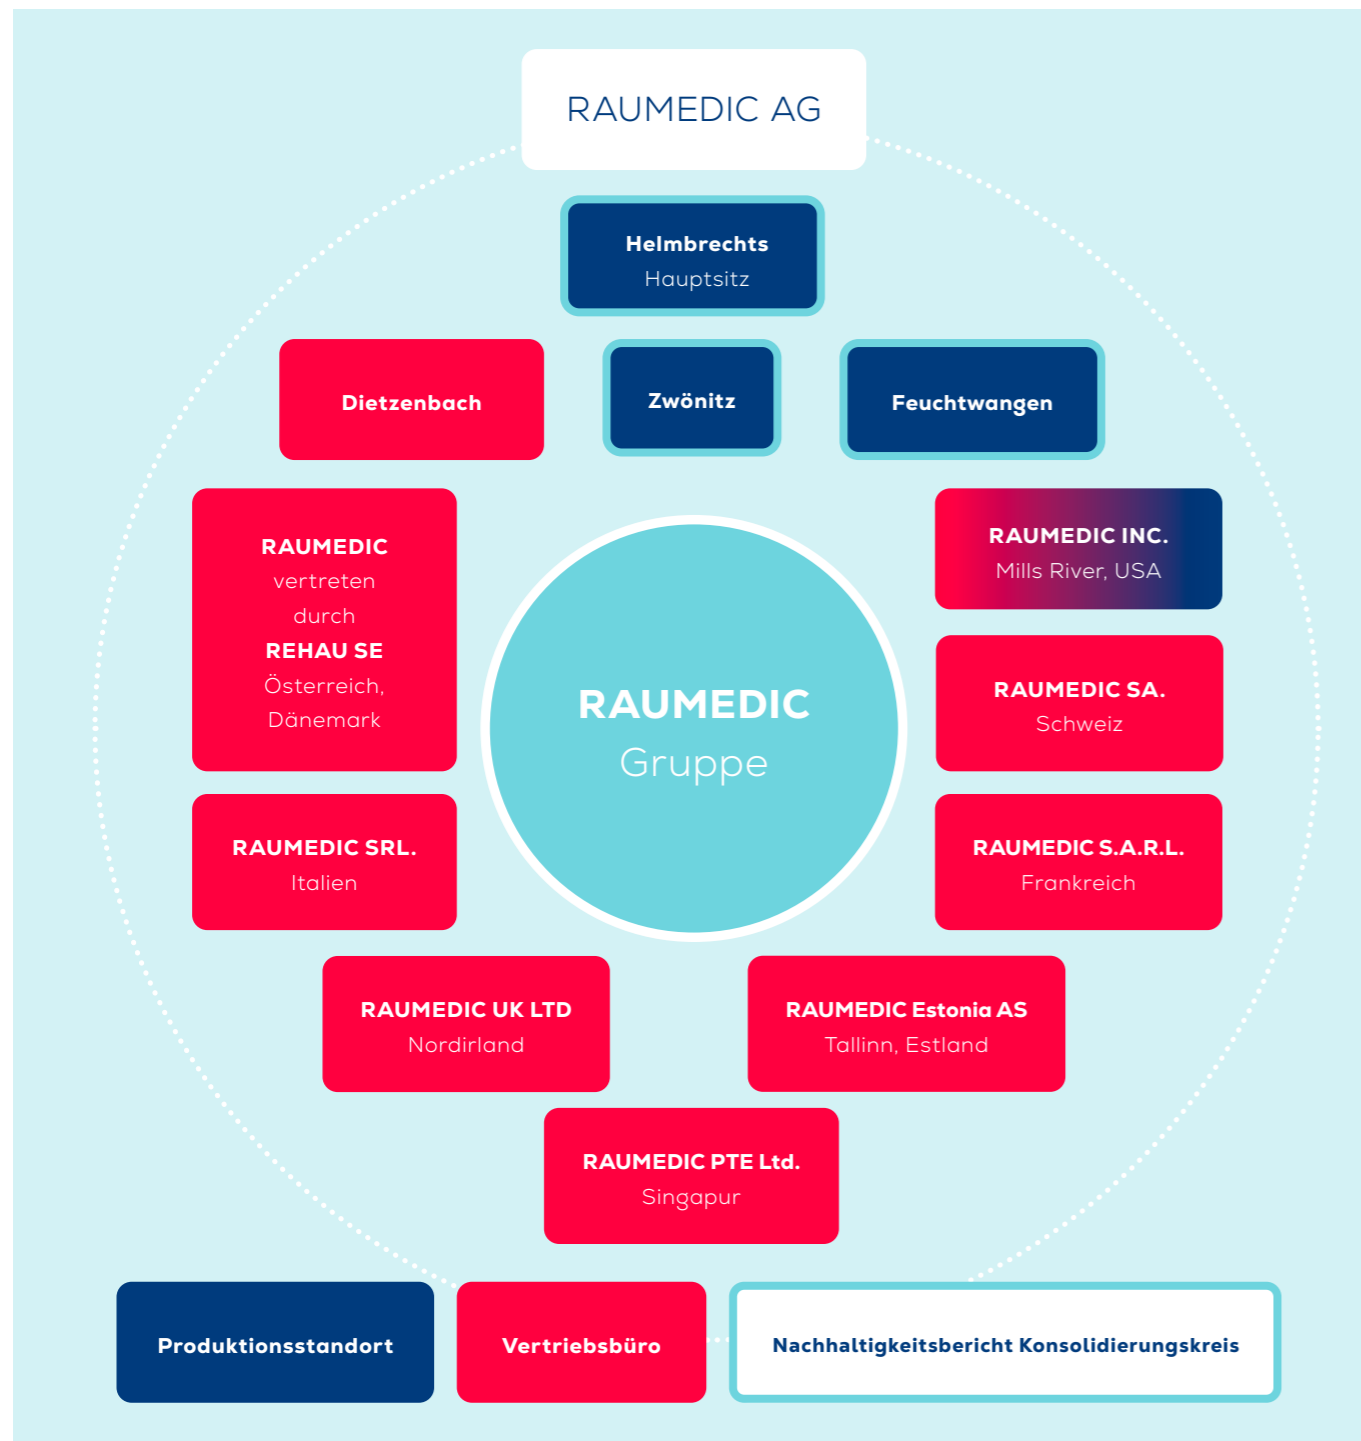 RAUMEDIC AG
Helmbrechts
Hauptsitz
Dietzenbach
Zwönitz
Feuchtwangen
RAUMEDIC
vertreten
durch
REHAU SE
Österreich,
Dänemark
RAUMEDIC INC.
Mills River, USA
RAUMEDIC SA.
Schweiz
RAUMEDIC
Gruppe
RAUMEDIC SRL.
Italien
RAUMEDIC S.A.R.L.
Frankreich
RAUMEDIC UK LTD
Nordirland
RAUMEDIC Estonia AS
Tallinn, Estland
RAUMEDIC PTE Ltd.
Singapur
Produktionsstandort
Vertriebsbüro
Nachhaltigkeitsbericht Konsolidierungskreis